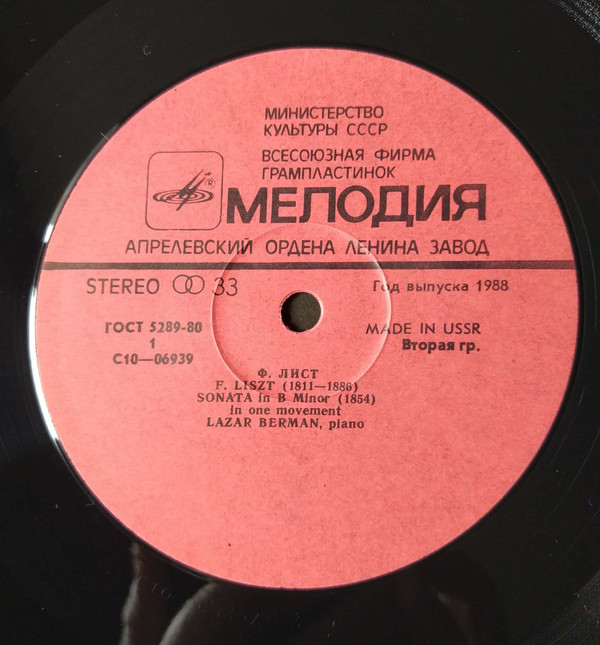 МИНИСТЕРСТВО
КУЛЬТУРЫ СССР
ВСЕСОЮЗНАЯ ФИРМА
ГРАМПЛАСТИНОК
®
МЕЛОДИЯ
АПРЕЛЕВСКИЙ ОРДЕНА ЛЕНИНА ЗАВОД
STEREO 33
Год выпуска 1988
ГОСТ 5289-80
1
С10—06939
MADE IN USSR
Вторая гр.
Ф. ЛИСТ
F. LISZT (1811—1886)
SONATA in B Minor (1854)
in one movement
LAZAR BERMAN, piano